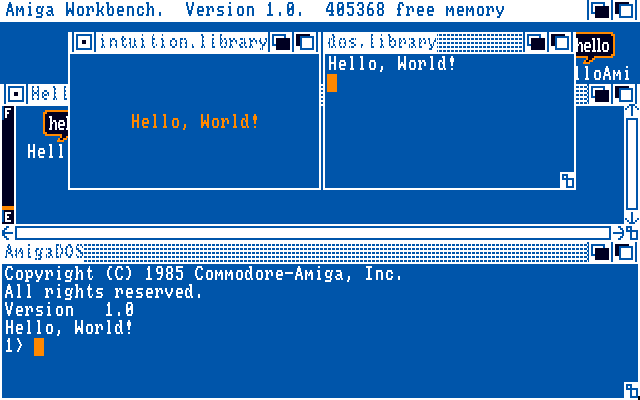 Amiga Workbench.  Version 1.0.  405368 free memory
intuition.library
dos.library
Hello, World!
Hello, World!
hello
lloAmi
Hell
F
hel
Hell
E
AmigaDOS
Copyright (C) 1985 Commodore-Amiga, Inc.
All rights reserved.
Version   1.0
Hello, World!
1>